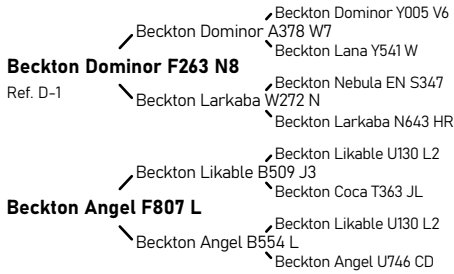 Beckton Dominor Y005 V6
Beckton Dominor A378 W7
Beckton Lana Y541 W
Beckton Dominor F263 N8
Ref. D-1
Beckton Nebula EN S347
Beckton Larkaba W272 N
Beckton Larkaba N643 HR
Beckton Likable U130 L2
Beckton Likable B509 J3
Beckton Coca T363 JL
Beckton Angel F807 L
Beckton Likable U130 L2
Beckton Angel B554 L
Beckton Angel U746 CD